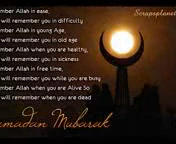 Scrapsplanet
mber Allah in ease,
will remember you in difficulty
mber Allah in young Age,
will remember you in old age
mber Allah when you are healthy,
will remember you in sickness
mber Allah in free time,
will remember you while you are busy
mber Allah when you are Alive So
will remember when you are dead
amadan Mubarak